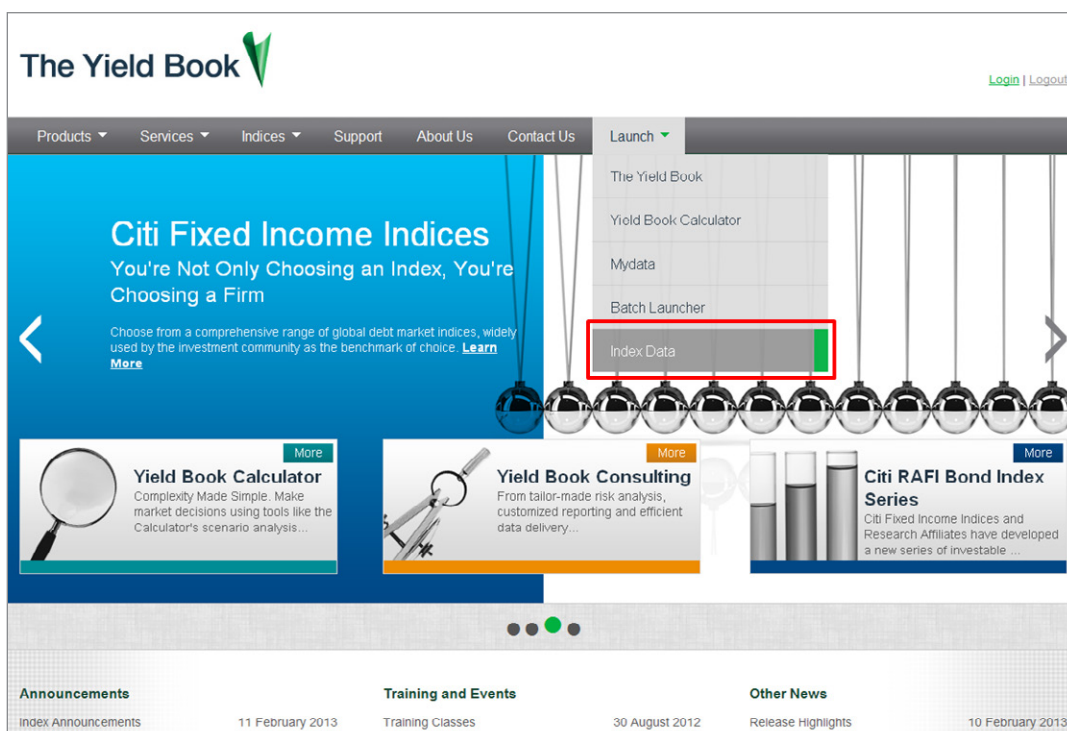 The Yield Book
Login | Logout
Products Services Indices Support About Us Contact Us Launch
The Yield Book
Yield Book Calculator
Mydata
Batch Launcher
Index Data
Citi Fixed Income Indices
You're Not Only Choosing an Index, You're
Choosing a Firm
Choose from a comprehensive range of global debt market indices, widely
used by the investment community as the benchmark of choice. Learn
More
More
Yield Book Calculator
Complexity Made Simple. Make
market decisions using tools like the
Calculator's scenario analysis...
More
Yield Book Consulting
From tailor-made risk analysis,
customized reporting and efficient
data delivery...
More
Citi RAFI Bond Index
Series
Citi Fixed Income Indices and
Research Affiliates have developed
a new series of investable ...
Announcements
Index Announcements 11 February 2013
Training and Events
Training Classes 30 August 2012
Other News
Release Highlights 10 February 2013